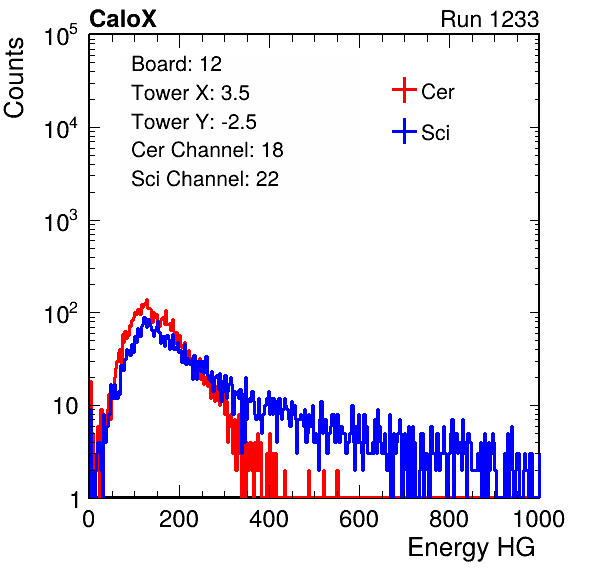 CaloX Run 1233
Counts
10^5
10^4
10^3
10^2
10
1
Board: 12
Tower X: 3.5
Tower Y: -2.5
Cer Channel: 18
Sci Channel: 22
Cer
Sci
0 200 400 600 800 1000
Energy HG